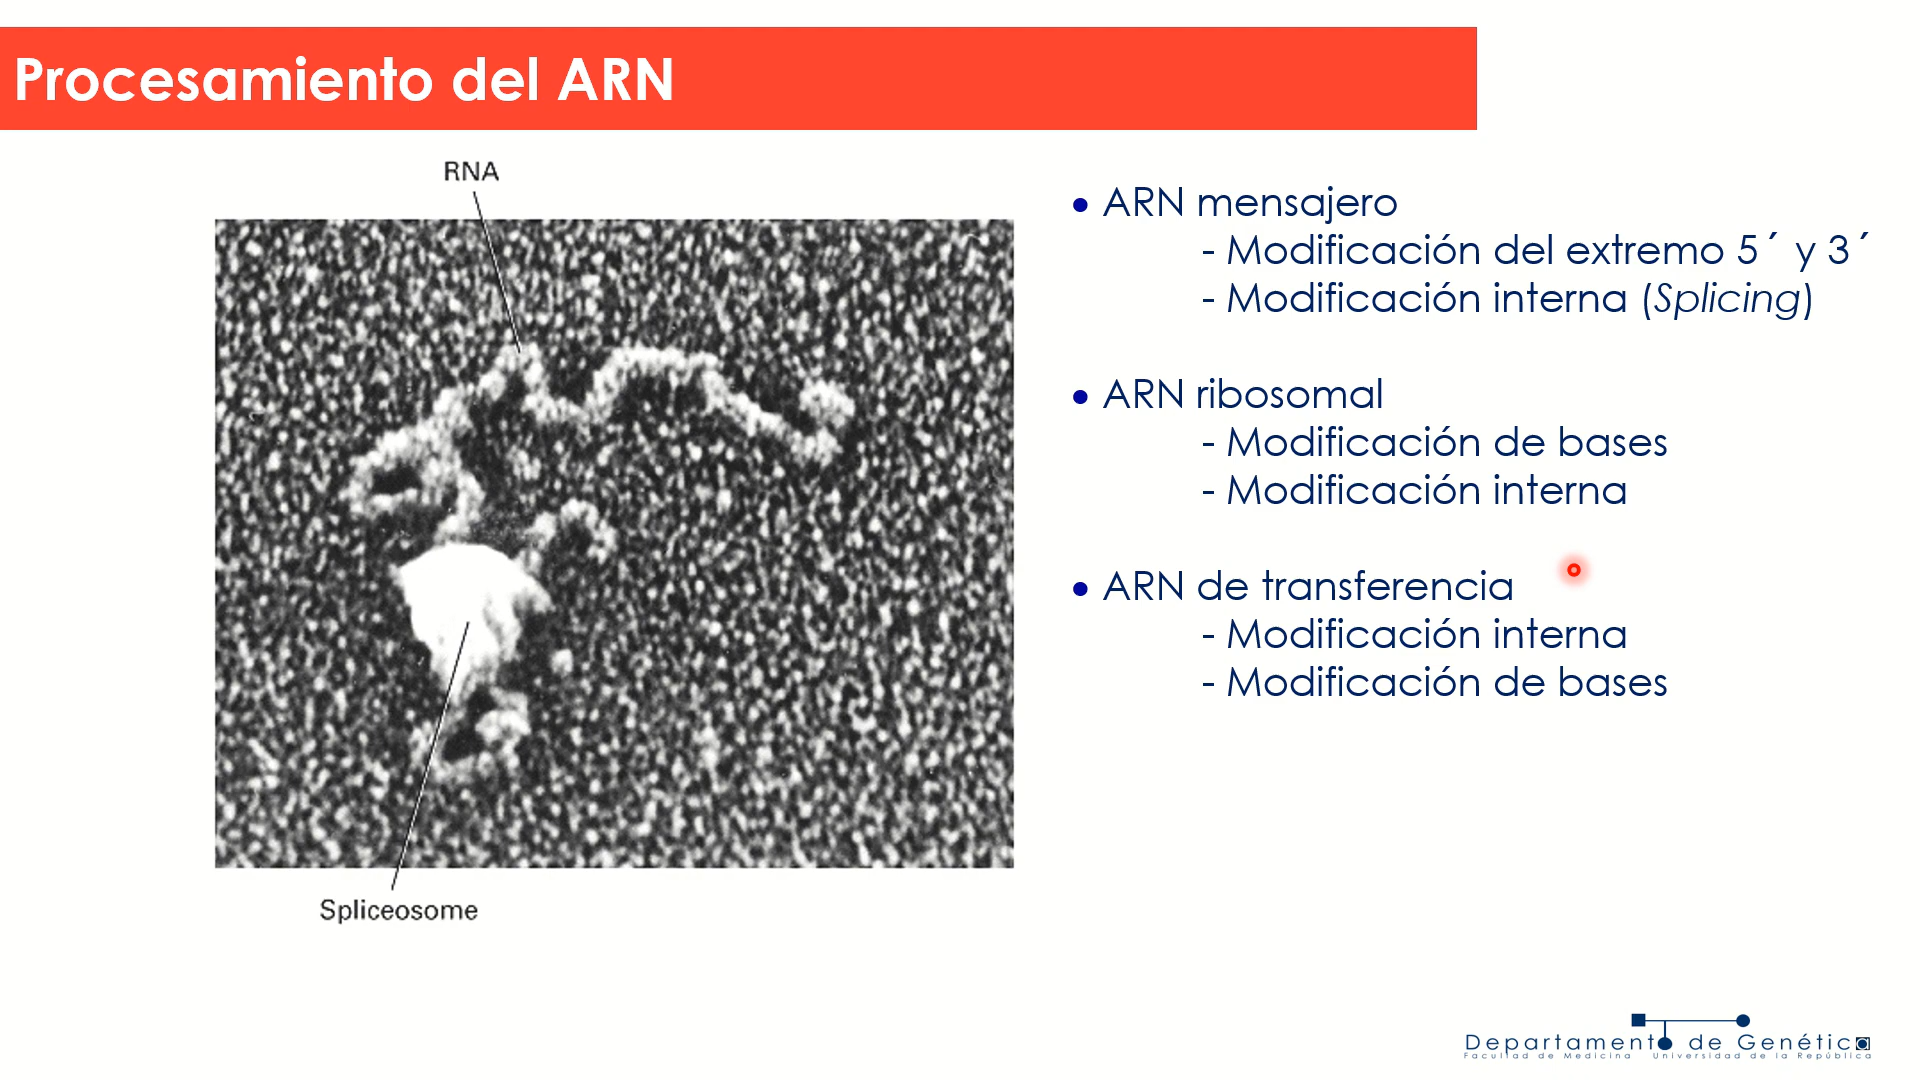 Procesamiento del ARN
RNA
Spliceosome
• ARN mensajero
- Modificación del extremo 5´ y 3´
- Modificación interna (Splicing)
• ARN ribosomal
- Modificación de bases
- Modificación interna
• ARN de transferencia
- Modificación interna
- Modificación de bases
Departamento de Genética
Facultad de Medicina Universidad de la República